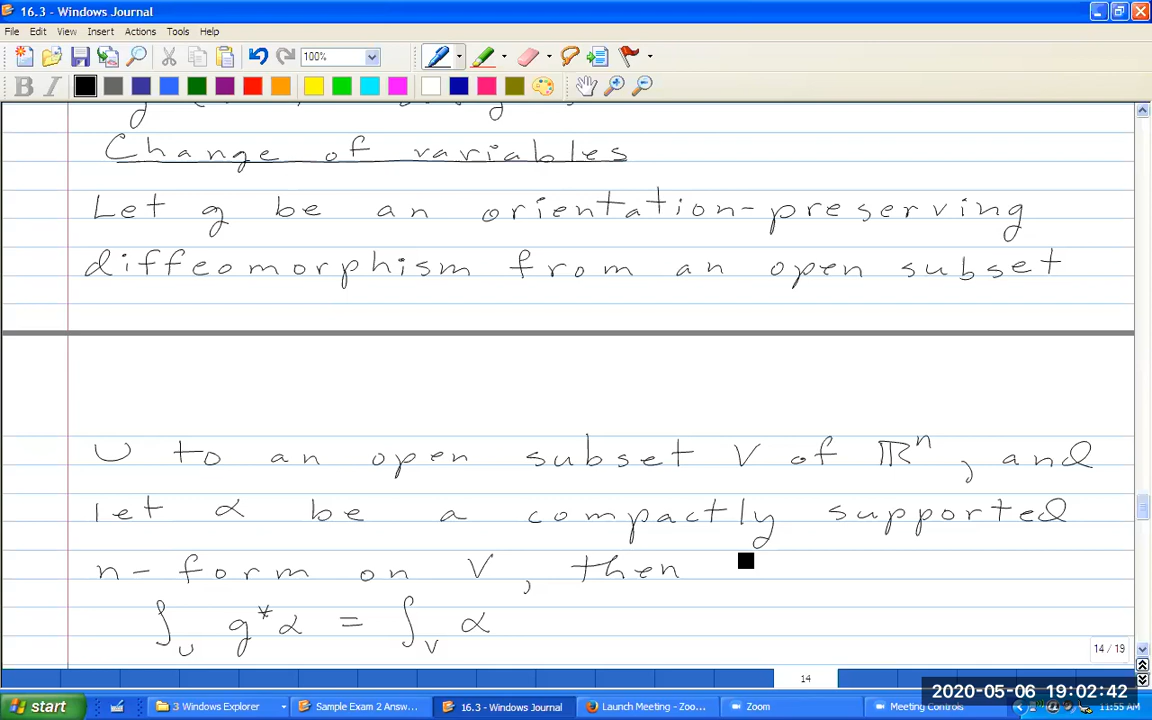 16.3 - Windows Journal
File Edit View Insert Actions Tools Help
100%
B I
Change of variables
Let g be an orientation-preserving
diffeomorphism from an open subset
U to an open subset V of ℝⁿ, and
let α be a compactly supported
n-form on V, then
∫_U g*α = ∫_V α
14 / 19
14
start
3 Windows Explorer
Sample Exam 2 Answ...
16.3 - Windows Journal
Launch Meeting - Zoo...
Zoom
Meeting Controls
11:55 AM
2020-05-06 19:02:42